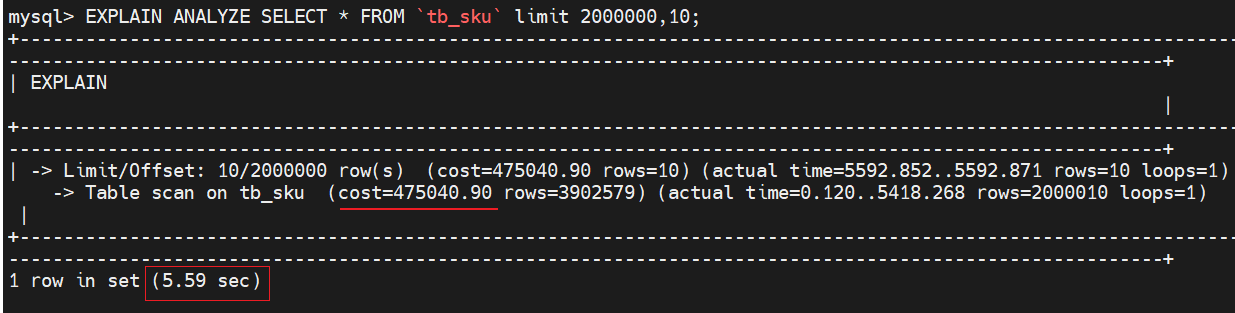 mysql> EXPLAIN ANALYZE SELECT * FROM `tb_sku` limit 2000000,10;
+---------------------------------------------------------------------------------------------------------------
---------------------------------------------------------------------------------------------------------+
| EXPLAIN
|
+---------------------------------------------------------------------------------------------------------------
---------------------------------------------------------------------------------------------------------+
| -> Limit/Offset: 10/2000000 row(s)  (cost=475040.90 rows=10) (actual time=5592.852..5592.871 rows=10 loops=1)
    -> Table scan on tb_sku  (cost=475040.90 rows=3902579) (actual time=0.120..5418.268 rows=2000010 loops=1)
|
+---------------------------------------------------------------------------------------------------------------
---------------------------------------------------------------------------------------------------------+
1 row in set (5.59 sec)